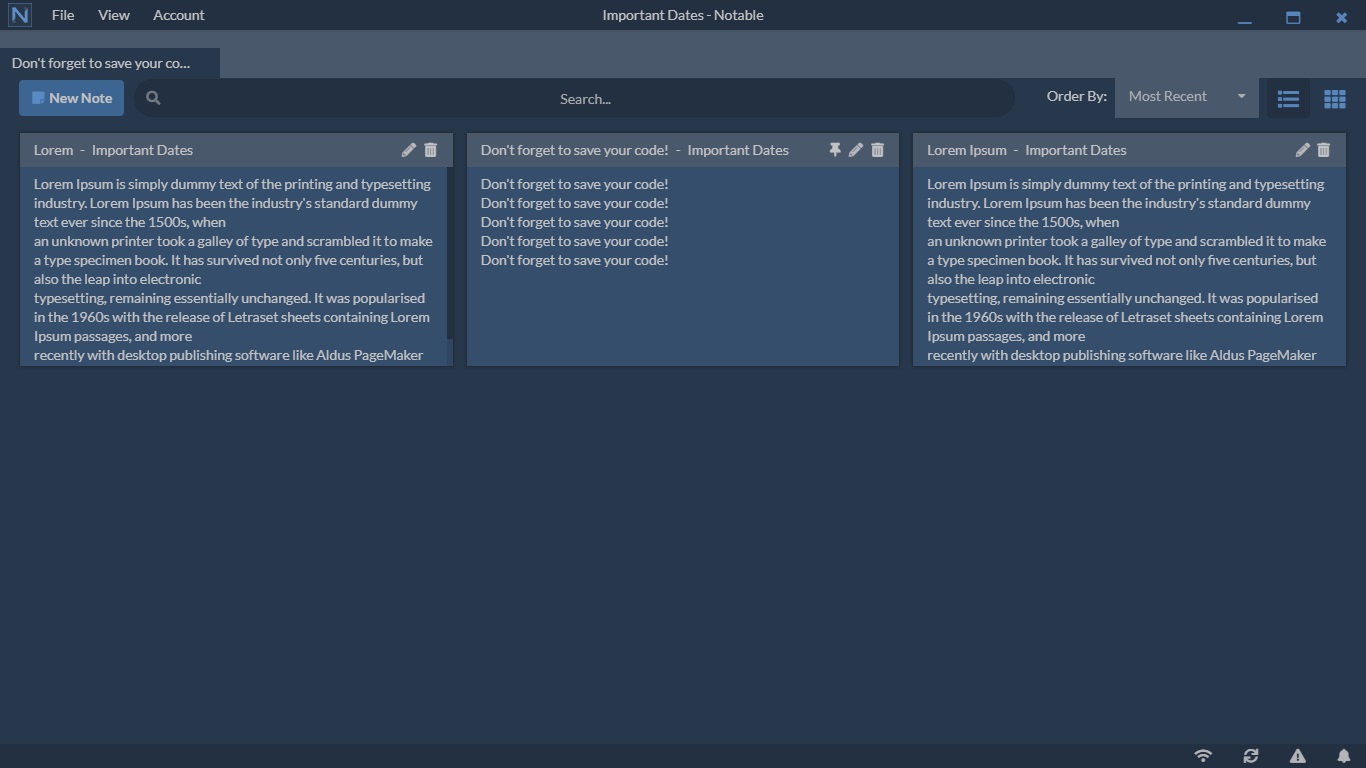 N File View Account Important Dates - Notable
Don't forget to save your co...
New Note Search... Order By: Most Recent
Lorem - Important Dates
Lorem Ipsum is simply dummy text of the printing and typesetting
industry. Lorem Ipsum has been the industry's standard dummy
text ever since the 1500s, when
an unknown printer took a galley of type and scrambled it to make
a type specimen book. It has survived not only five centuries, but
also the leap into electronic
typesetting, remaining essentially unchanged. It was popularised
in the 1960s with the release of Letraset sheets containing Lorem
Ipsum passages, and more
recently with desktop publishing software like Aldus PageMaker
Don't forget to save your code! - Important Dates
Don't forget to save your code!
Don't forget to save your code!
Don't forget to save your code!
Don't forget to save your code!
Don't forget to save your code!
Lorem Ipsum - Important Dates
Lorem Ipsum is simply dummy text of the printing and typesetting
industry. Lorem Ipsum has been the industry's standard dummy
text ever since the 1500s, when
an unknown printer took a galley of type and scrambled it to make
a type specimen book. It has survived not only five centuries, but
also the leap into electronic
typesetting, remaining essentially unchanged. It was popularised
in the 1960s with the release of Letraset sheets containing Lorem
Ipsum passages, and more
recently with desktop publishing software like Aldus PageMaker